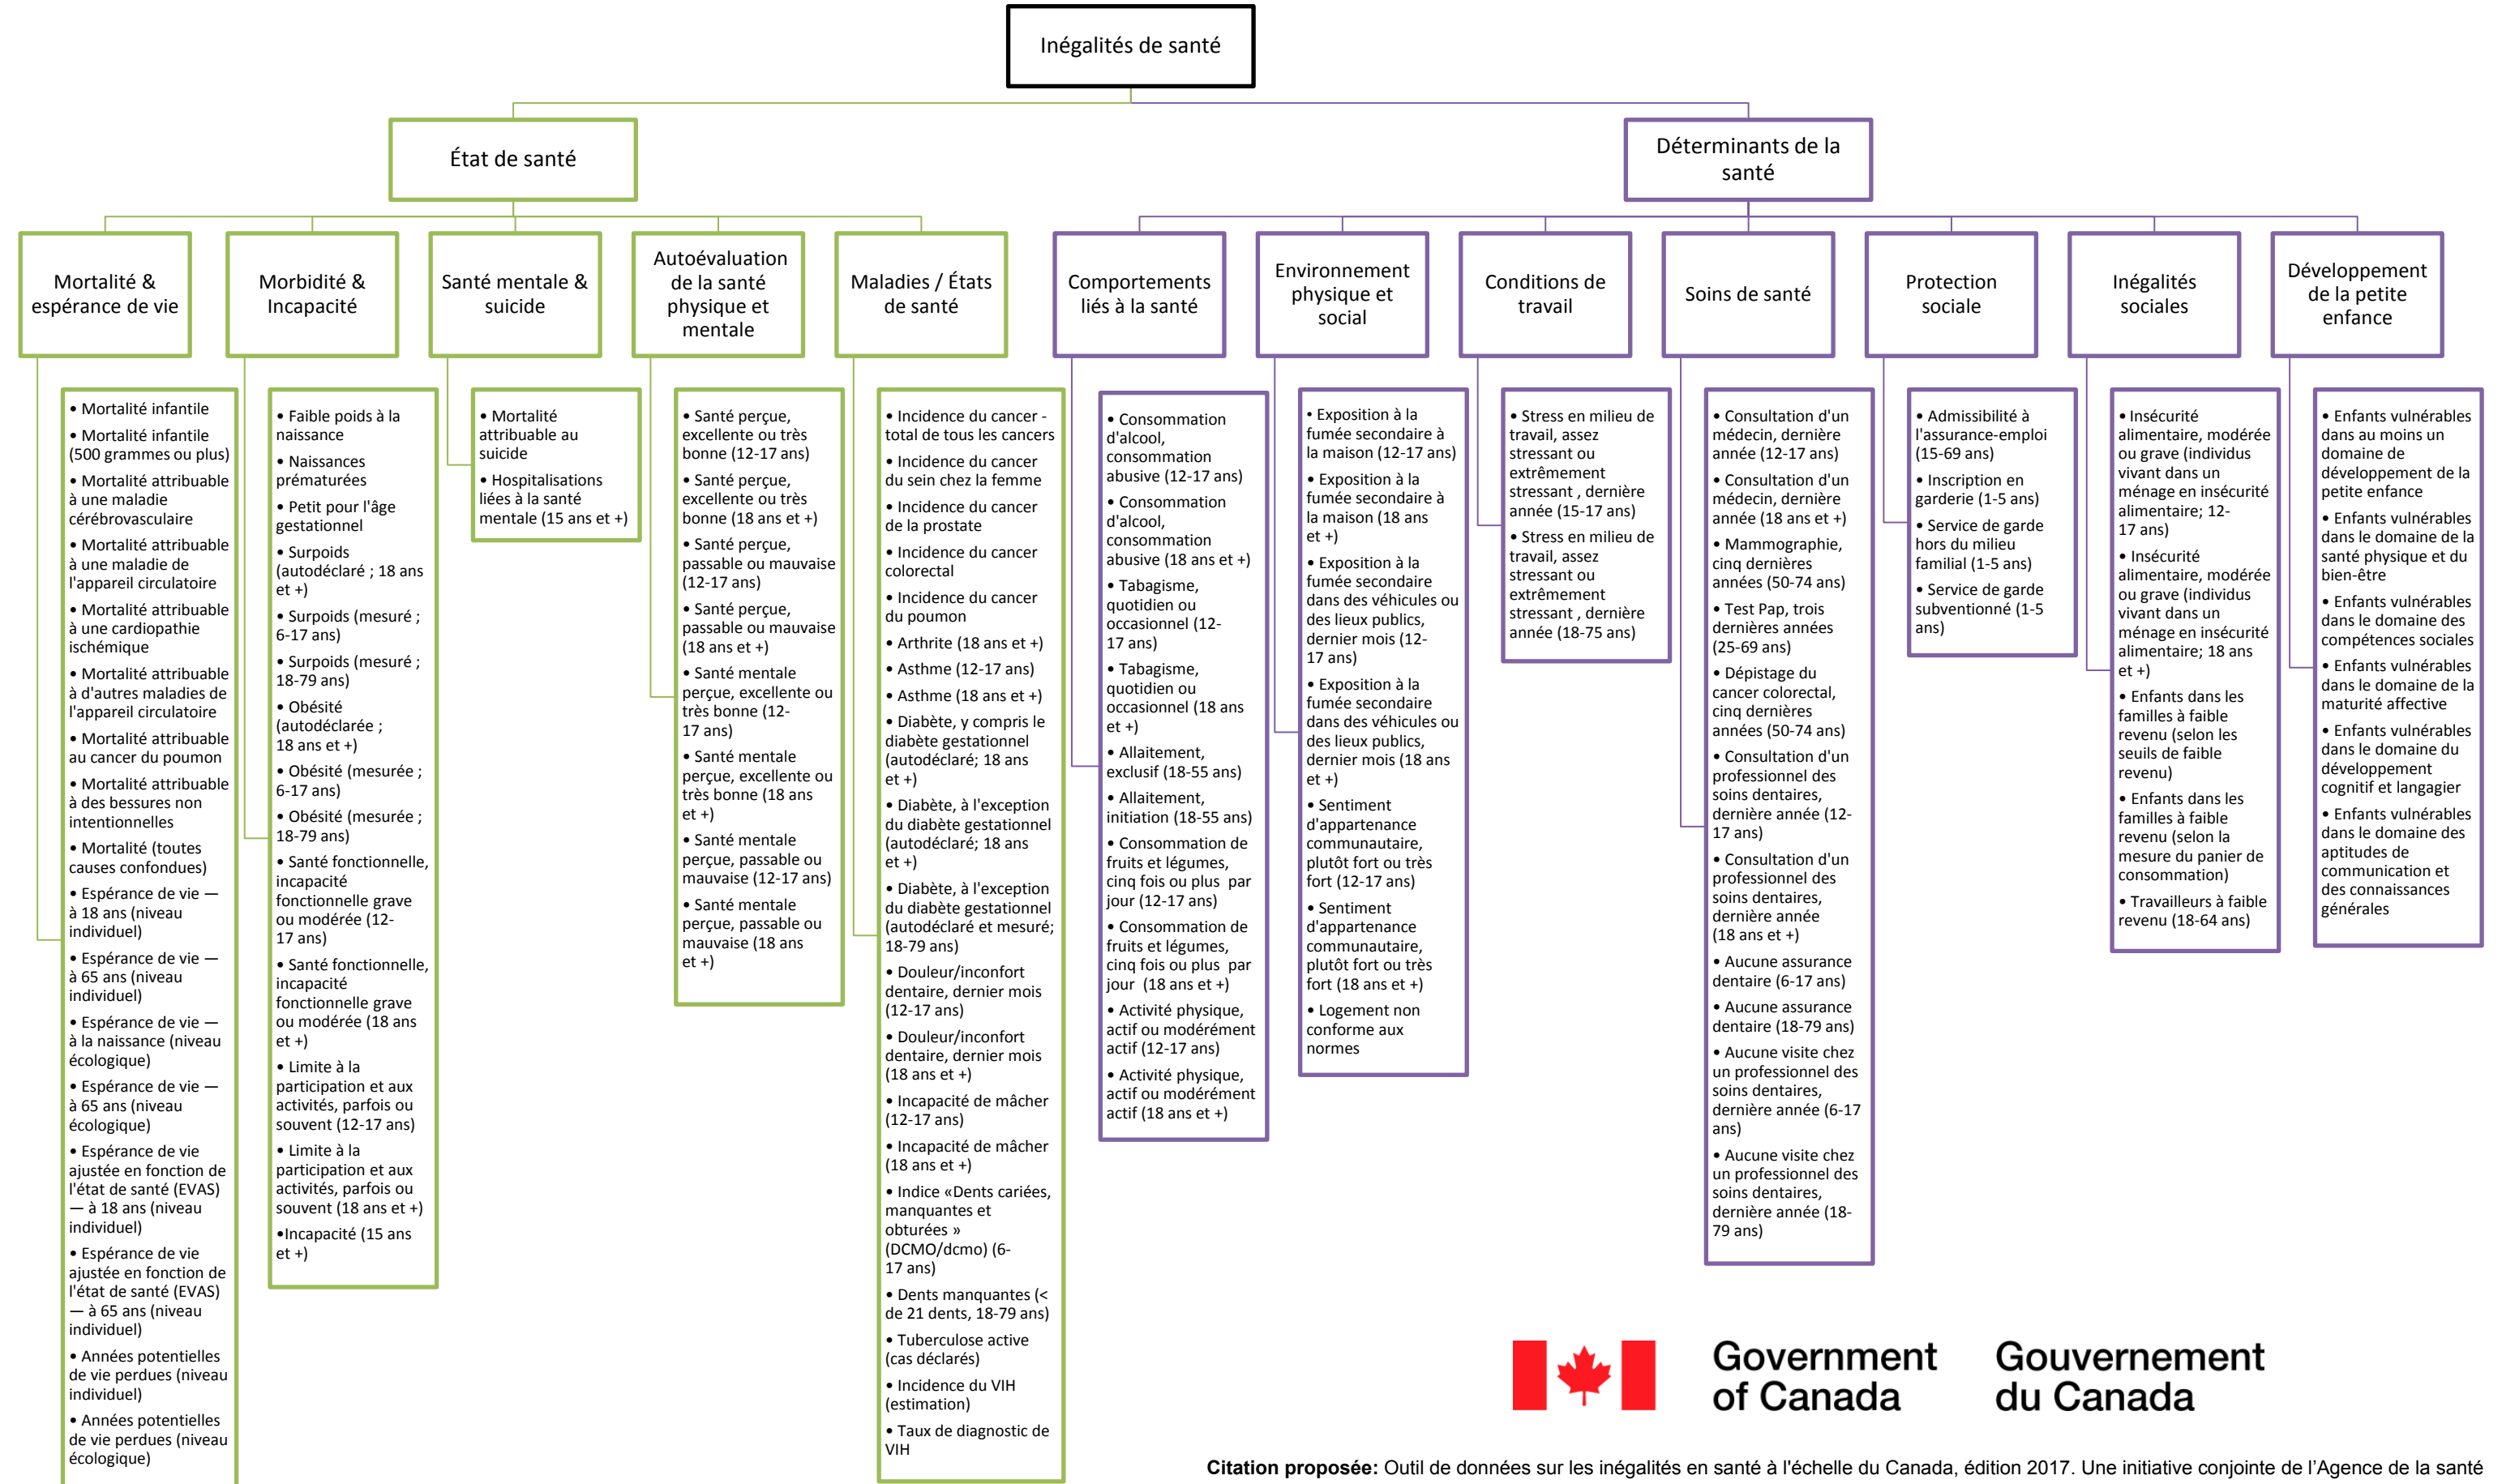 Inégalités de santé
État de santé
Déterminants de la
santé
Mortalité &
espérance de vie
Morbidité &
Incapacité
Santé mentale &
suicide
Autoévaluation
de la santé
physique et
mentale
Maladies / États
de santé
Comportements
liés à la santé
Environnement
physique et
social
Conditions de
travail
Soins de santé
Protection
sociale
Inégalités
sociales
Développement
de la petite
enfance
• Mortalité infantile
• Mortalité infantile
(500 grammes ou plus)
• Mortalité attribuable
à une maladie
cérébrovasculaire
• Mortalité attribuable
à une maladie de
l'appareil circulatoire
• Mortalité attribuable
à une cardiopathie
ischémique
• Mortalité attribuable
à d'autres maladies de
l'appareil circulatoire
• Mortalité attribuable
au cancer du poumon
• Mortalité attribuable
à des bessures non
intentionnelles
• Mortalité (toutes
causes confondues)
• Espérance de vie —
à 18 ans (niveau
individuel)
• Espérance de vie —
à 65 ans (niveau
individuel)
• Espérance de vie —
à la naissance (niveau
écologique)
• Espérance de vie —
à 65 ans (niveau
écologique)
• Espérance de vie
ajustée en fonction de
l'état de santé (EVAS)
— à 18 ans (niveau
individuel)
• Espérance de vie
ajustée en fonction de
l'état de santé (EVAS)
— à 65 ans (niveau
individuel)
• Années potentielles
de vie perdues (niveau
individuel)
• Années potentielles
de vie perdues (niveau
écologique)
• Faible poids à la
naissance
• Naissances
prématurées
• Petit pour l'âge
gestationnel
• Surpoids
(autodéclaré ; 18 ans
et +)
• Surpoids (mesuré ;
6-17 ans)
• Surpoids (mesuré ;
18-79 ans)
• Obésité
(autodéclarée ;
18 ans et +)
• Obésité (mesurée ;
6-17 ans)
• Obésité (mesurée ;
18-79 ans)
• Santé fonctionnelle,
incapacité
fonctionnelle grave
ou modérée (12-
17 ans)
• Santé fonctionnelle,
incapacité
fonctionnelle grave
ou modérée (18 ans
et +)
• Limite à la
participation et aux
activités, parfois ou
souvent (12-17 ans)
• Limite à la
participation et aux
activités, parfois ou
souvent (18 ans et +)
•Incapacité (15 ans
et +)
• Mortalité
attribuable au
suicide
• Hospitalisations
liées à la santé
mentale (15 ans et +)
• Santé perçue,
excellente ou très
bonne (12-17 ans)
• Santé perçue,
excellente ou très
bonne (18 ans et +)
• Santé perçue,
passable ou mauvaise
(12-17 ans)
• Santé perçue,
passable ou mauvaise
(18 ans et +)
• Santé mentale
perçue, excellente ou
très bonne (12-
17 ans)
• Santé mentale
perçue, excellente ou
très bonne (18 ans
et +)
• Santé mentale
perçue, passable ou
mauvaise (12-17 ans)
• Santé mentale
perçue, passable ou
mauvaise (18 ans
et +)
• Incidence du cancer -
total de tous les cancers
• Incidence du cancer
du sein chez la femme
• Incidence du cancer
de la prostate
• Incidence du cancer
colorectal
• Incidence du cancer
du poumon
• Arthrite (18 ans et +)
• Asthme (12-17 ans)
• Asthme (18 ans et +)
• Diabète, y compris le
diabète gestationnel
(autodéclaré; 18 ans
et +)
• Diabète, à l'exception
du diabète gestationnel
(autodéclaré; 18 ans
et +)
• Diabète, à l'exception
du diabète gestationnel
(autodéclaré et mesuré;
18-79 ans)
• Douleur/inconfort
dentaire, dernier mois
(12-17 ans)
• Douleur/inconfort
dentaire, dernier mois
(18 ans et +)
• Incapacité de mâcher
(12-17 ans)
• Incapacité de mâcher
(18 ans et +)
• Indice «Dents cariées,
manquantes et
obturées »
(DCMO/dcmo) (6-
17 ans)
• Dents manquantes (<
de 21 dents, 18-79 ans)
• Tuberculose active
(cas déclarés)
• Incidence du VIH
(estimation)
• Taux de diagnostic de
VIH
• Consommation
d'alcool,
consommation
abusive (12-17 ans)
• Consommation
d'alcool,
consommation
abusive (18 ans et +)
• Tabagisme,
quotidien ou
occasionnel (12-
17 ans)
• Tabagisme,
quotidien ou
occasionnel (18 ans
et +)
• Allaitement,
exclusif (18-55 ans)
• Allaitement,
initiation (18-55 ans)
• Consommation de
fruits et légumes,
cinq fois ou plus par
jour (12-17 ans)
• Consommation de
fruits et légumes,
cinq fois ou plus par
jour (18 ans et +)
• Activité physique,
actif ou modérément
actif (12-17 ans)
• Activité physique,
actif ou modérément
actif (18 ans et +)
• Exposition à la
fumée secondaire à
la maison (12-17 ans)
• Exposition à la
fumée secondaire à
la maison (18 ans
et +)
• Exposition à la
fumée secondaire
dans des véhicules ou
des lieux publics,
dernier mois (12-
17 ans)
• Exposition à la
fumée secondaire
dans des véhicules ou
des lieux publics,
dernier mois (18 ans
et +)
• Sentiment
d'appartenance
communautaire,
plutôt fort ou très
fort (12-17 ans)
• Sentiment
d'appartenance
communautaire,
plutôt fort ou très
fort (18 ans et +)
• Logement non
conforme aux
normes
• Stress en milieu de
travail, assez
stressant ou
extrêmement
stressant , dernière
année (15-17 ans)
• Stress en milieu de
travail, assez
stressant ou
extrêmement
stressant , dernière
année (18-75 ans)
• Consultation d'un
médecin, dernière
année (12-17 ans)
• Consultation d'un
médecin, dernière
année (18 ans et +)
• Mammographie,
cinq dernières
années (50-74 ans)
• Test Pap, trois
dernières années
(25-69 ans)
• Dépistage du
cancer colorectal,
cinq dernières
années (50-74 ans)
• Consultation d'un
professionnel des
soins dentaires,
dernière année (12-
17 ans)
• Consultation d'un
professionnel des
soins dentaires,
dernière année
(18 ans et +)
• Aucune assurance
dentaire (6-17 ans)
• Aucune assurance
dentaire (18-79 ans)
• Aucune visite chez
un professionnel des
soins dentaires,
dernière année (6-17
ans)
• Aucune visite chez
un professionnel des
soins dentaires,
dernière année (18-
79 ans)
• Admissibilité à
l'assurance-emploi
(15-69 ans)
• Inscription en
garderie (1-5 ans)
• Service de garde
hors du milieu
familial (1-5 ans)
• Service de garde
subventionné (1-5
ans)
• Insécurité
alimentaire, modérée
ou grave (individus
vivant dans un
ménage en insécurité
alimentaire; 12-
17 ans)
• Insécurité
alimentaire, modérée
ou grave (individus
vivant dans un
ménage en insécurité
alimentaire; 18 ans
et +)
• Enfants dans les
familles à faible
revenu (selon les
seuils de faible
revenu)
• Enfants dans les
familles à faible
revenu (selon la
mesure du panier de
consommation)
• Travailleurs à faible
revenu (18-64 ans)
• Enfants vulnérables
dans au moins un
domaine de
développement de la
petite enfance
• Enfants vulnérables
dans le domaine de la
santé physique et du
bien-être
• Enfants vulnérables
dans le domaine des
compétences sociales
• Enfants vulnérables
dans le domaine de la
maturité affective
• Enfants vulnérables
dans le domaine du
développement
cognitif et langagier
• Enfants vulnérables
dans le domaine des
aptitudes de
communication et
des connaissances
générales
Government
of Canada
Gouvernement
du Canada
Citation proposée: Outil de données sur les inégalités en santé à l'échelle du Canada, édition 2017. Une initiative conjointe de l'Agence de la santé